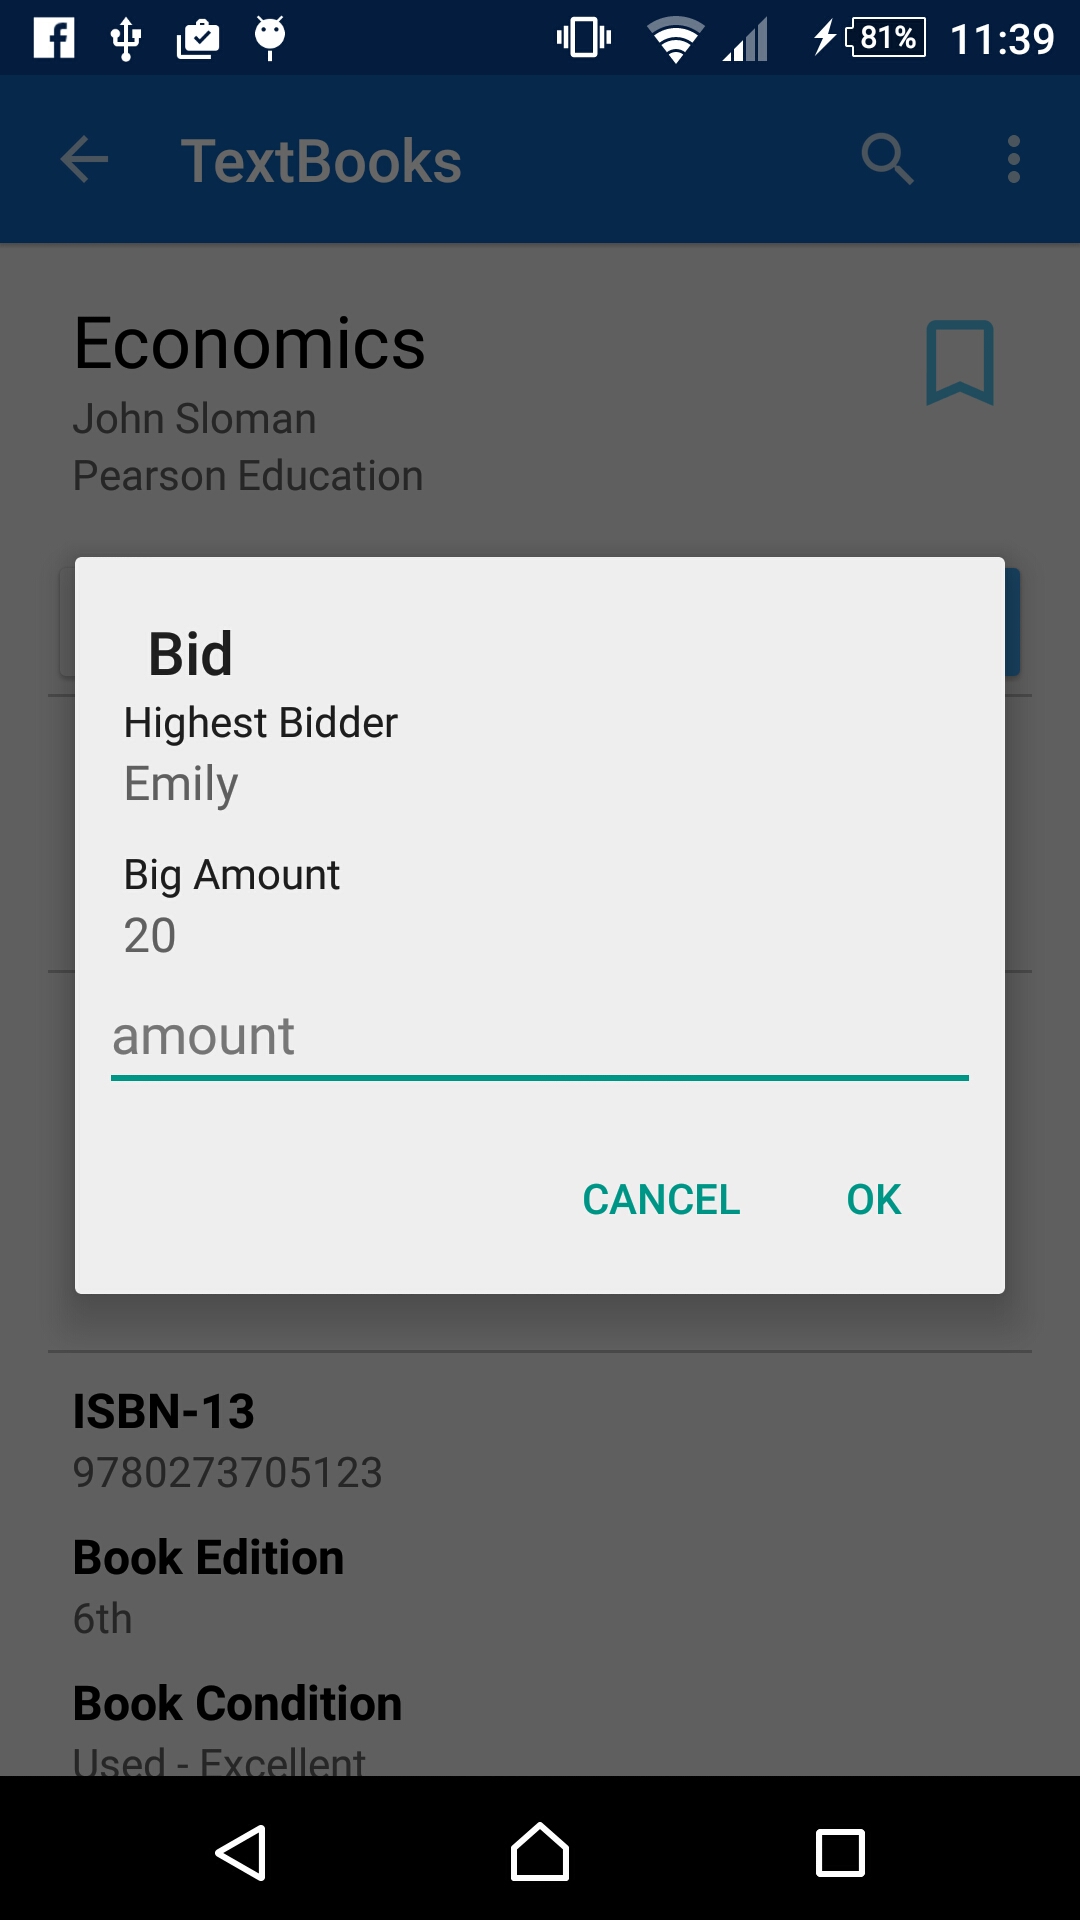 81% 11:39
TextBooks
Economics
John Sloman
Pearson Education
Bid
Highest Bidder
Emily
Big Amount
20
amount
CANCEL OK
ISBN-13
9780273705123
Book Edition
6th
Book Condition
Used - Excellent